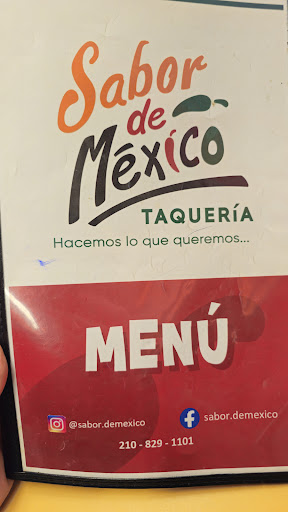 Sabor
de
México
TAQUERíA
Hacemos lo que queremos...
MENÚ
@sabor.demexico
sabor.demexico
210 - 829 - 1101